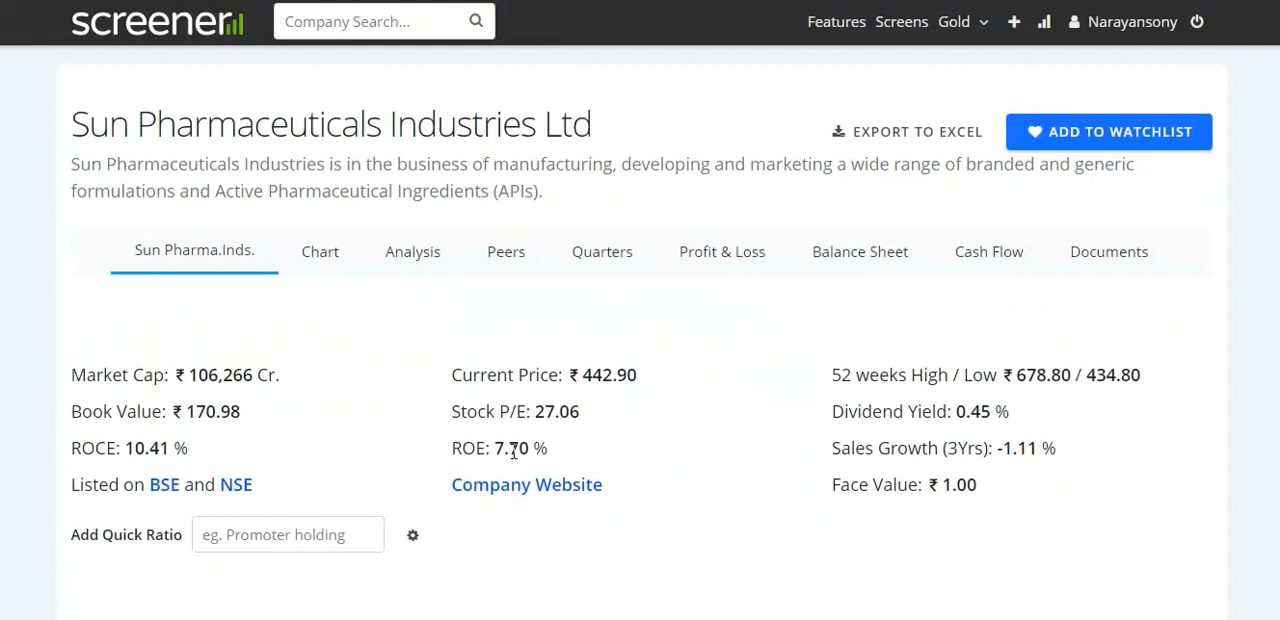 screener
Company Search...
Features Screens Gold Narayansony
Sun Pharmaceuticals Industries Ltd
EXPORT TO EXCEL
ADD TO WATCHLIST
Sun Pharmaceuticals Industries is in the business of manufacturing, developing and marketing a wide range of branded and generic
formulations and Active Pharmaceutical Ingredients (APIs).
Sun Pharma.Inds. Chart Analysis Peers Quarters Profit & Loss Balance Sheet Cash Flow Documents
Market Cap: ₹ 106,266 Cr. Current Price: ₹ 442.90 52 weeks High / Low ₹ 678.80 / 434.80
Book Value: ₹ 170.98 Stock P/E: 27.06 Dividend Yield: 0.45 %
ROCE: 10.41 % ROE: 7.70 % Sales Growth (3Yrs): -1.11 %
Listed on BSE and NSE Company Website Face Value: ₹ 1.00
Add Quick Ratio eg. Promoter holding